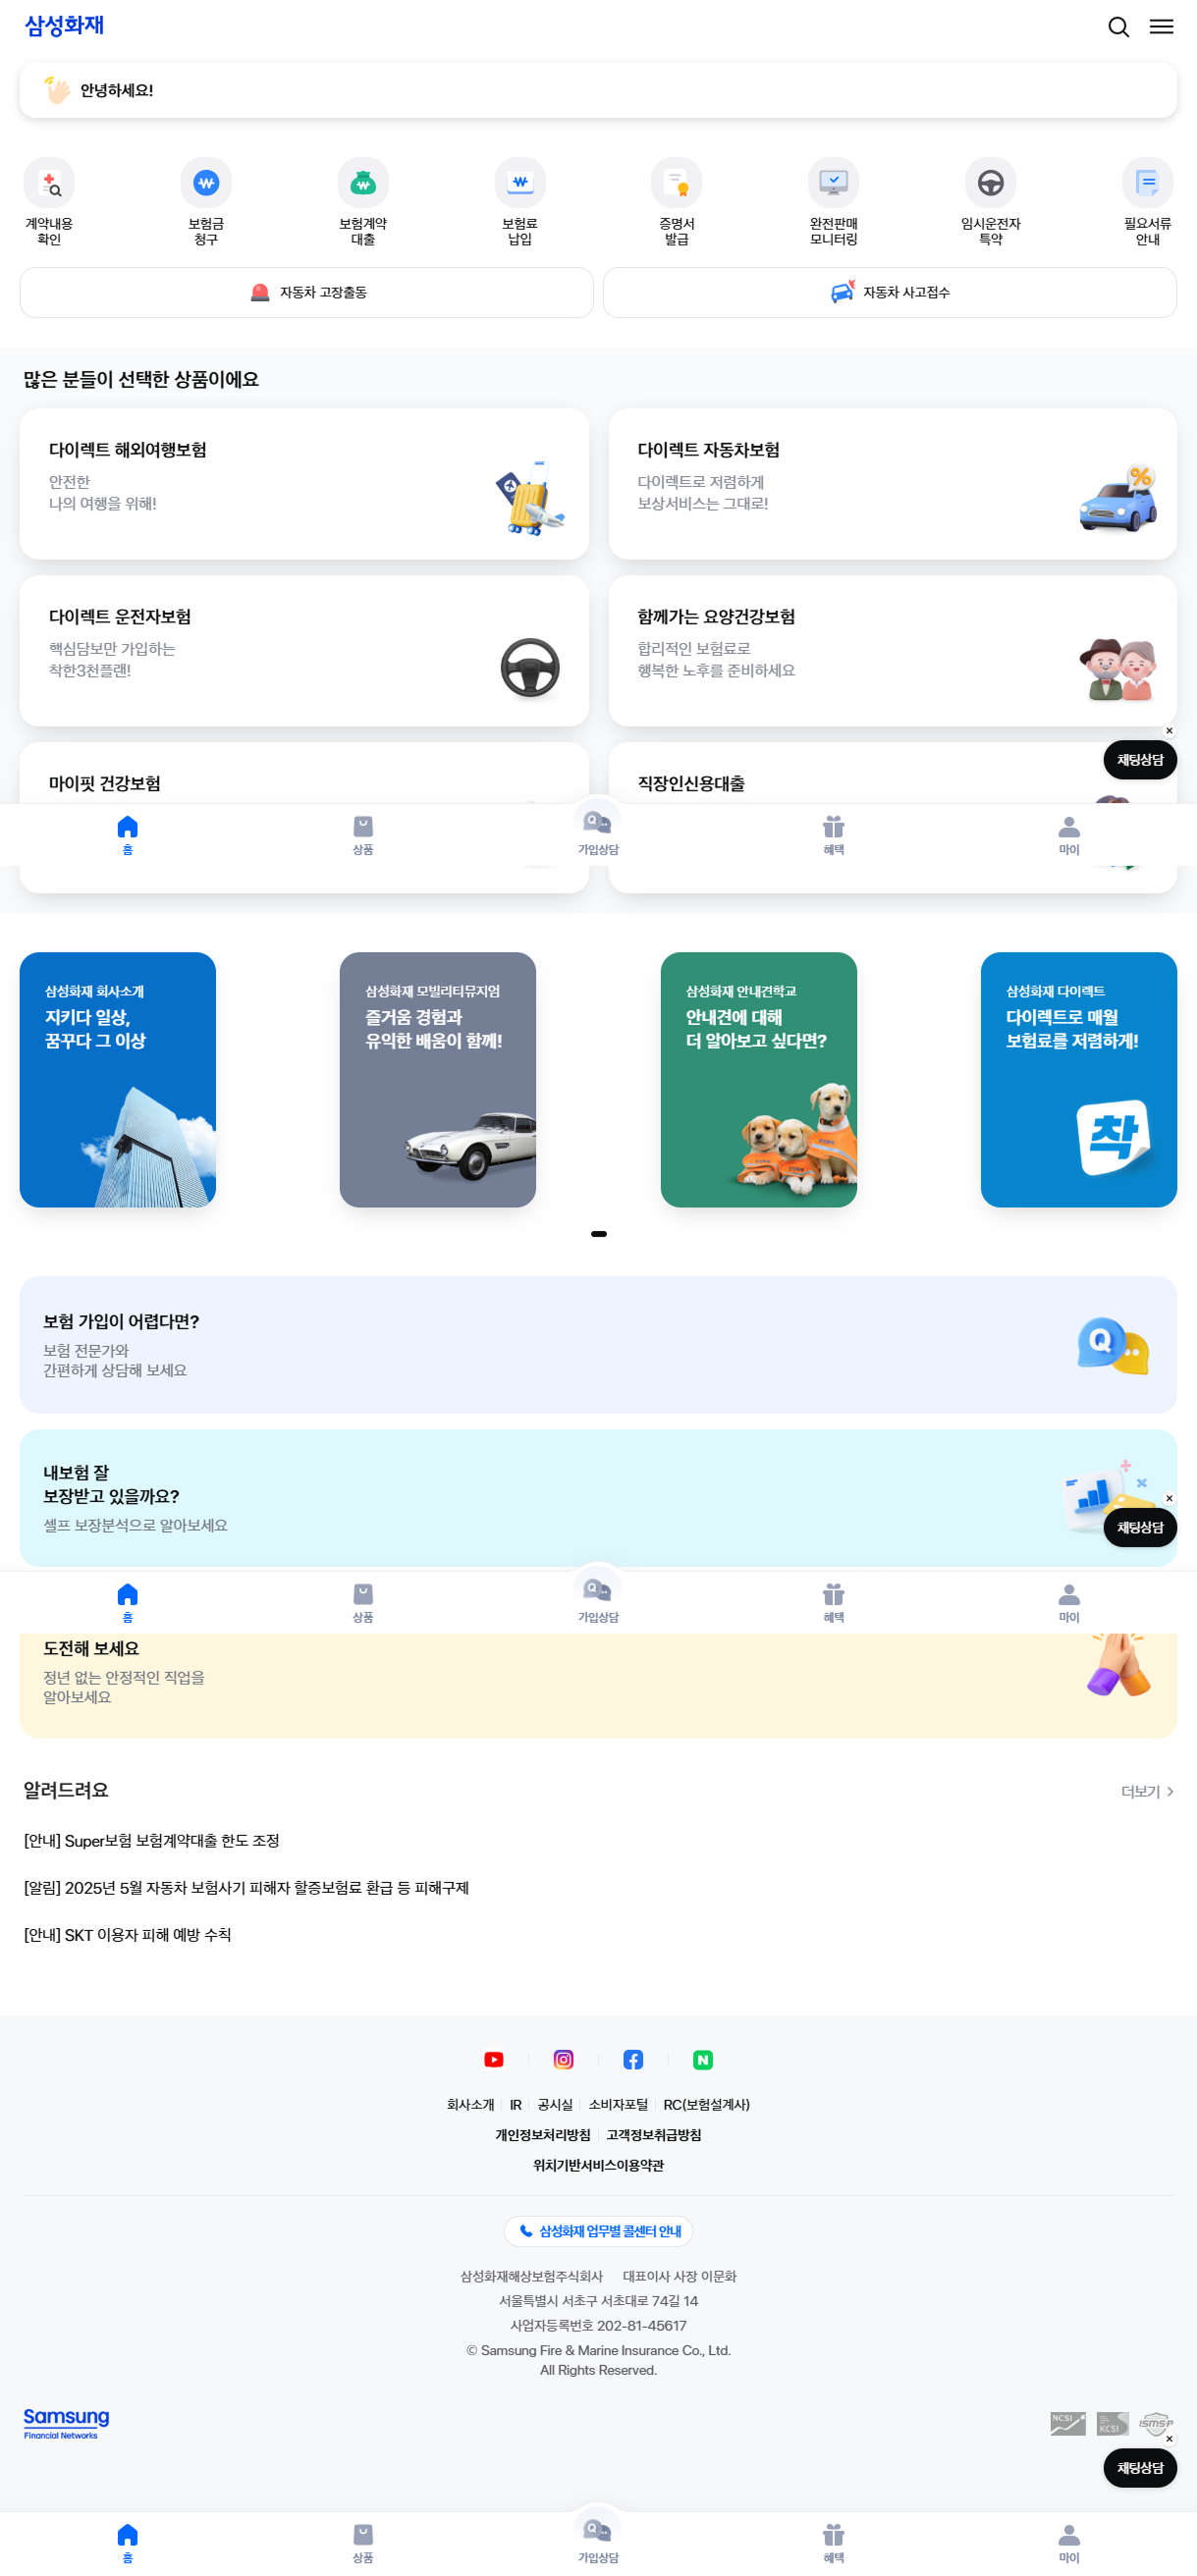 삼성화재
안녕하세요!
계약내용
확인
보험금
청구
보험계약
대출
보험료
납입
증명서
발급
완전판매
모니터링
임시운전자
특약
필요서류
안내
자동차 고장출동
자동차 사고접수
많은 분들이 선택한 상품이에요
다이렉트 해외여행보험
안전한
나의 여행을 위해!
다이렉트 자동차보험
다이렉트로 저렴하게
보상서비스는 그대로!
%
다이렉트 운전자보험
핵심담보만 가입하는
착한3천플랜!
함께가는 요양건강보험
합리적인 보험료로
행복한 노후를 준비하세요
채팅상담
마이핏 건강보험
직장인신용대출
홈
상품
가입상담
혜택
마이
삼성화재 회사소개
지키다 일상,
꿈꾸다 그 이상
삼성화재 모빌리티뮤지엄
즐거움 경험과
유익한 배움이 함께!
삼성화재 안내견학교
안내견에 대해
더 알아보고 싶다면?
삼성화재 다이렉트
다이렉트로 매월
보험료를 저렴하게!
착
보험 가입이 어렵다면?
보험 전문가와
간편하게 상담해 보세요
Q
내보험 잘
보장받고 있을까요?
셀프 보장분석으로 알아보세요
채팅상담
홈
상품
가입상담
혜택
마이
도전해 보세요
정년 없는 안정적인 직업을
알아보세요
알려드려요
더보기
[안내] Super보험 보험계약대출 한도 조정
[알림] 2025년 5월 자동차 보험사기 피해자 할증보험료 환급 등 피해구제
[안내] SKT 이용자 피해 예방 수칙
회사소개 IR 공시실 소비자포털 RC(보험설계사)
개인정보처리방침 고객정보취급방침
위치기반서비스이용약관
삼성화재 업무별 콜센터 안내
삼성화재해상보험주식회사 대표이사 사장 이문화
서울특별시 서초구 서초대로 74길 14
사업자등록번호 202-81-45617
© Samsung Fire & Marine Insurance Co., Ltd.
All Rights Reserved.
Samsung
Financial Networks
NCSI
KCSI
ISMS-P
채팅상담
홈
상품
가입상담
혜택
마이